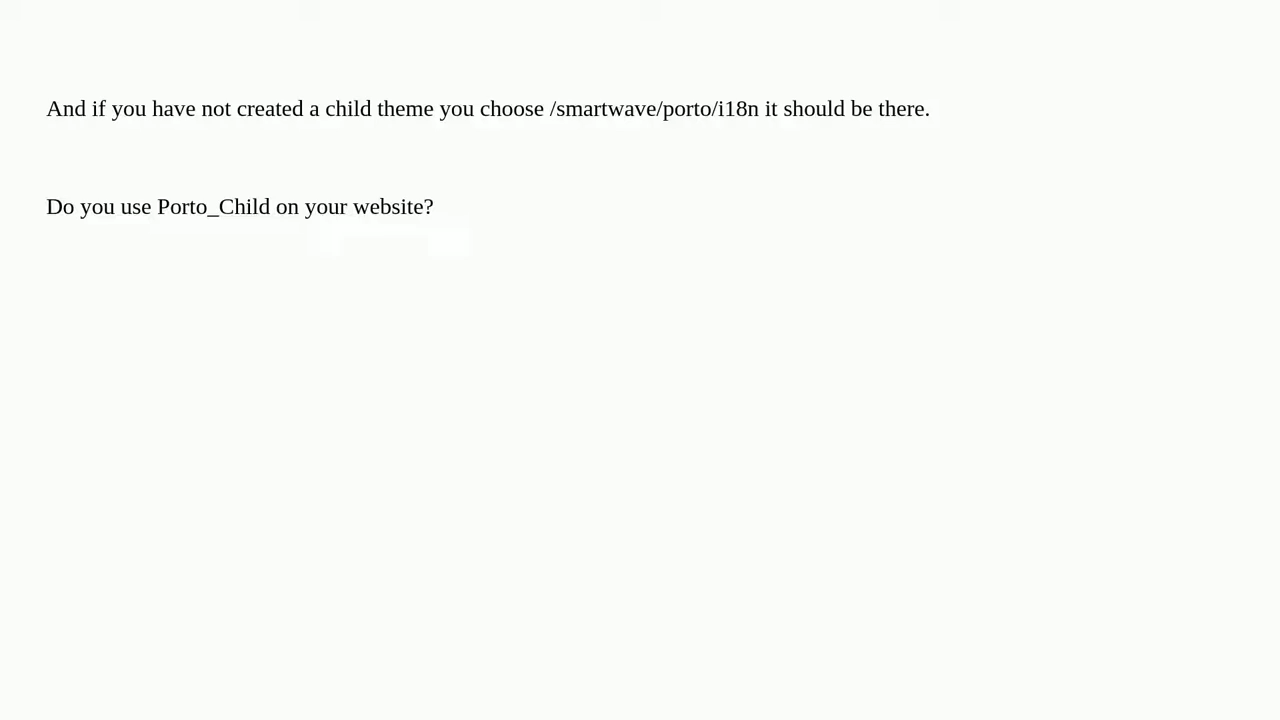 And if you have not created a child theme you choose /smartwave/porto/i18n it should be there.
Do you use Porto_Child on your website?